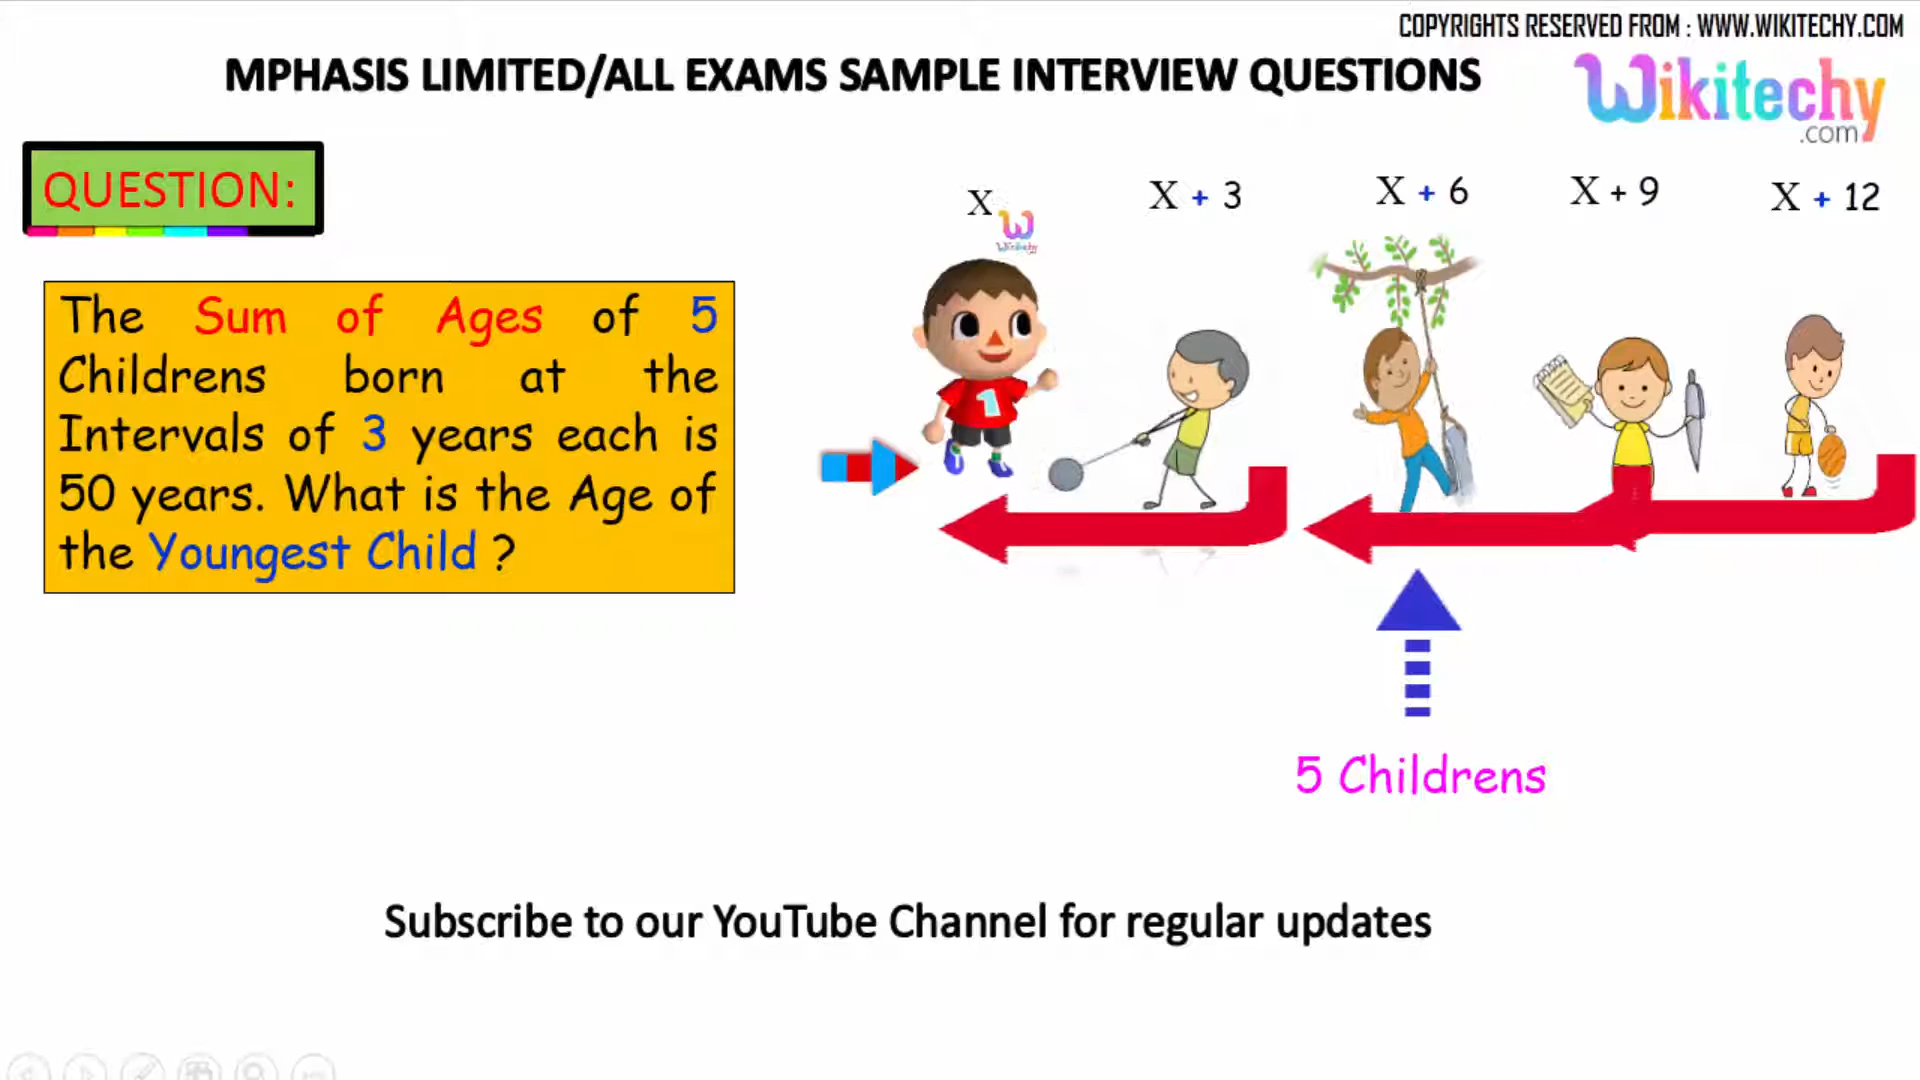 COPYRIGHTS RESERVED FROM : WWW.WIKITECHY.COM
MPHASIS LIMITED/ALL EXAMS SAMPLE INTERVIEW QUESTIONS
Wikitechy
.com
QUESTION:
X
X + 3
X + 6
X + 9
X + 12
W
Wikitechy
The Sum of Ages of 5
Childrens born at the
Intervals of 3 years each is
50 years. What is the Age of
the Youngest Child ?
1
5 Childrens
Subscribe to our YouTube Channel for regular updates